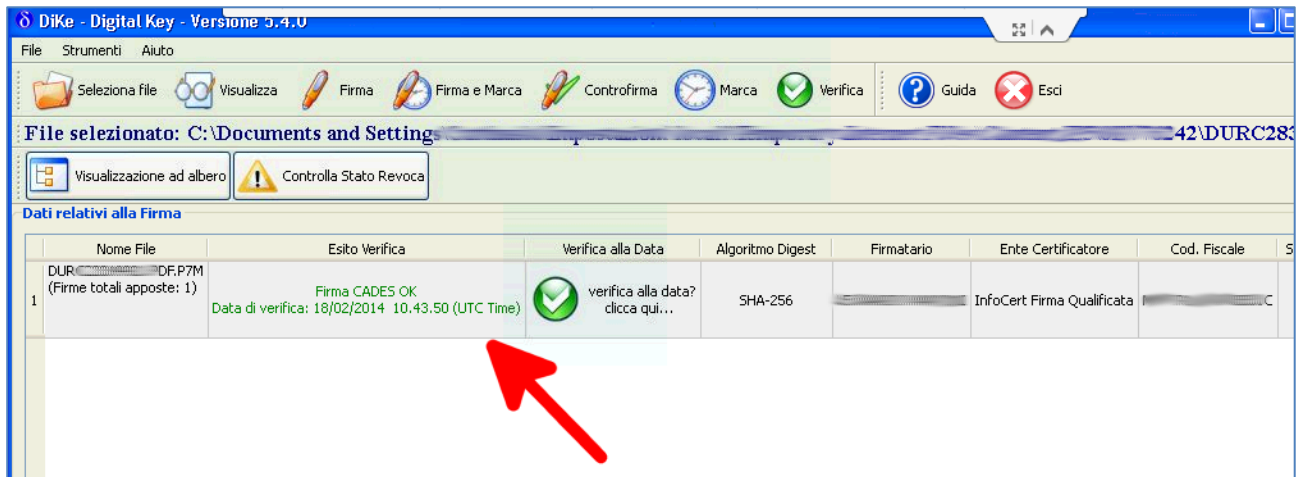 DiKe - Digital Key - Versione 5.4.0
File Strumenti Aiuto
Seleziona file Visualizza Firma Firma e Marca Controfirma Marca Verifica Guida Esci
File selezionato: C:\Documents and Settings 42\DURC283
Visualizzazione ad albero Controlla Stato Revoca
Dati relativi alla Firma
Nome File Esito Verifica Verifica alla Data Algoritmo Digest Firmatario Ente Certificatore Cod. Fiscale S
DUR DF.P7M
(Firme totali apposte: 1)
1
Firma CADES OK
Data di verifica: 18/02/2014 10.43.50 (UTC Time)
verifica alla data?
clicca qui...
SHA-256
InfoCert Firma Qualificata
C